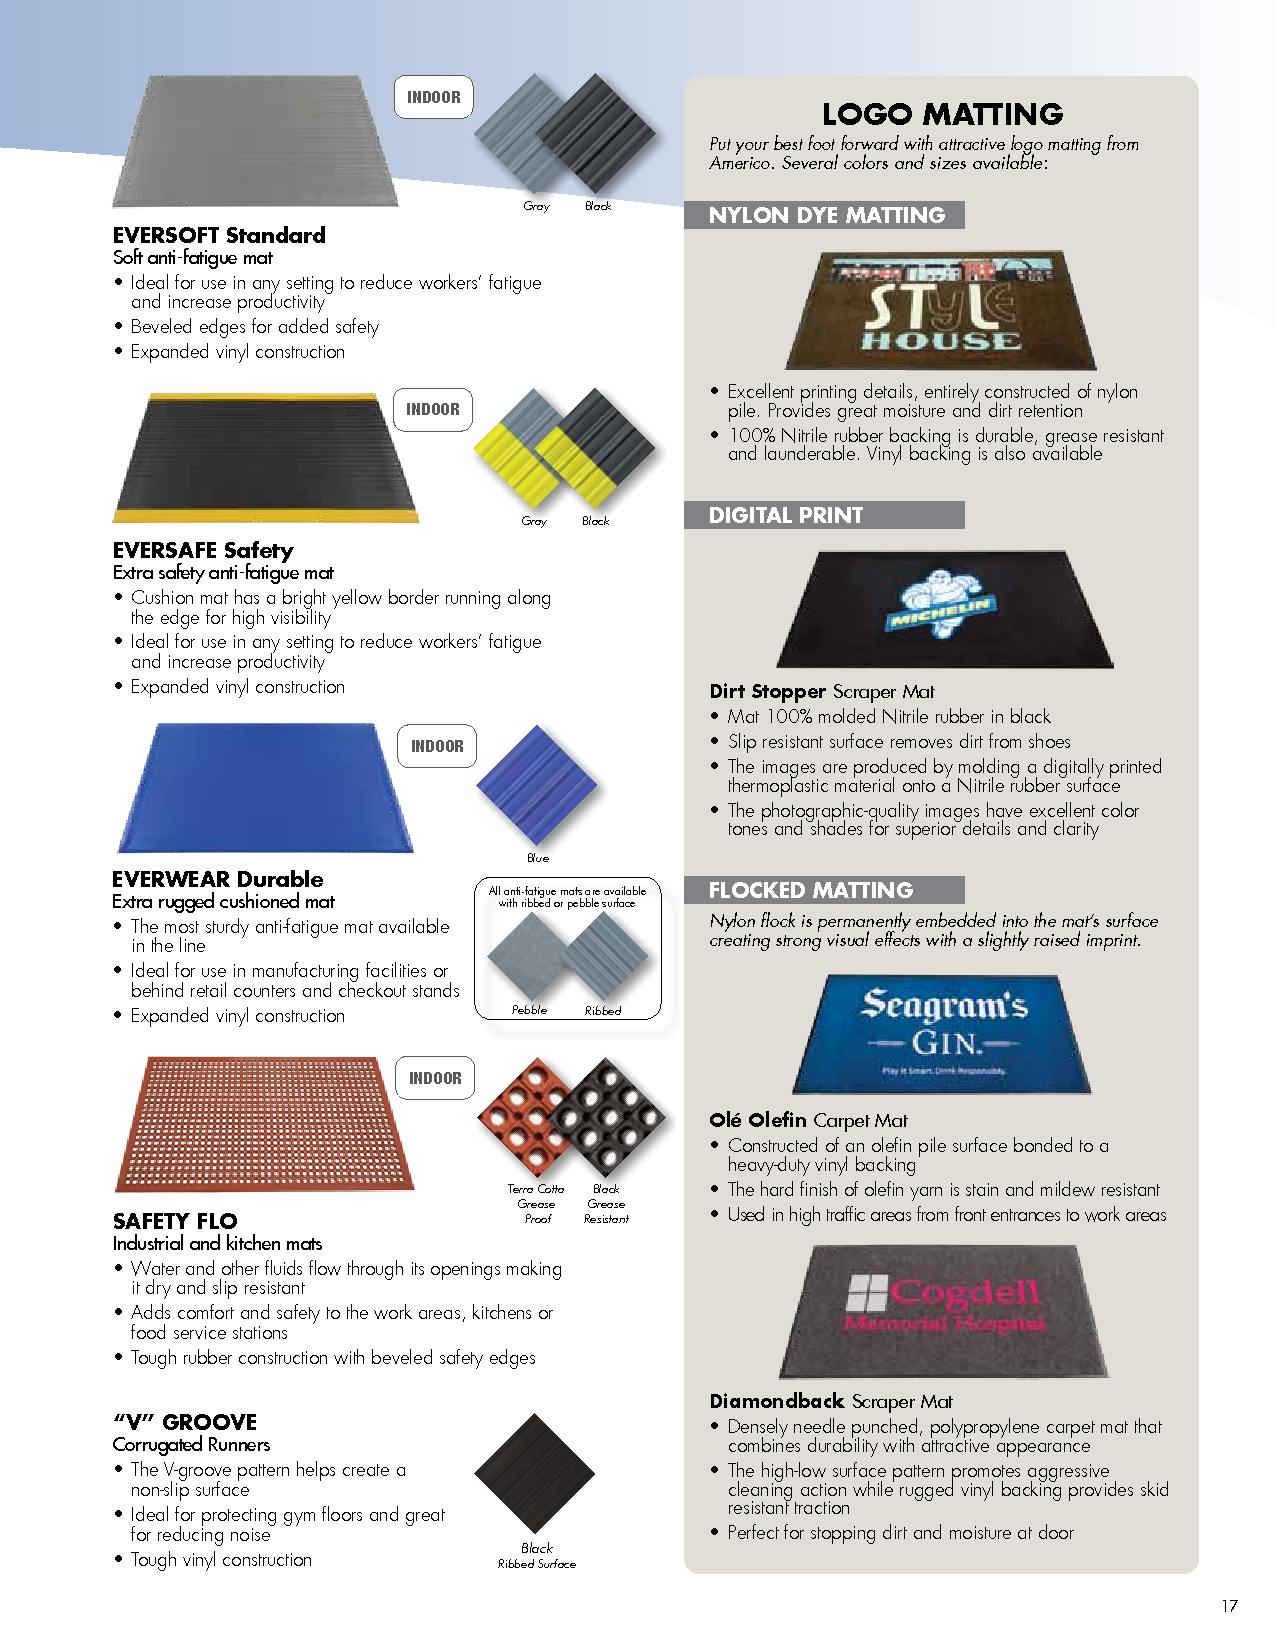 INDOOR
Gray Black
EVERSOFT Standard
Soft anti-fatigue mat
• Ideal for use in any setting to reduce workers' fatigue
and increase productivity
• Beveled edges for added safety
• Expanded vinyl construction
INDOOR
Gray Black
EVERSAFE Safety
Extra safety anti-fatigue mat
• Cushion mat has a bright yellow border running along
the edge for high visibility
• Ideal for use in any setting to reduce workers' fatigue
and increase productivity
• Expanded vinyl construction
INDOOR
Blue
EVERWEAR Durable
Extra rugged cushioned mat
• The most sturdy anti-fatigue mat available
in the line
• Ideal for use in manufacturing facilities or
behind retail counters and checkout stands
• Expanded vinyl construction
All anti-fatigue mats are available
with ribbed or pebble surface
Pebble Ribbed
INDOOR
Terra Cotta Black
Grease Grease
Proof Resistant
SAFETY FLO
Industrial and kitchen mats
• Water and other fluids flow through its openings making
it dry and slip resistant
• Adds comfort and safety to the work areas, kitchens or
food service stations
• Tough rubber construction with beveled safety edges
"V" GROOVE
Corrugated Runners
• The V-groove pattern helps create a
non-slip surface
• Ideal for protecting gym floors and great
for reducing noise
• Tough vinyl construction
Black
Ribbed Surface
LOGO MATTING
Put your best foot forward with attractive logo matting from
Americo. Several colors and sizes available:
NYLON DYE MATTING
STyLE
HOUSE
• Excellent printing details, entirely constructed of nylon
pile. Provides great moisture and dirt retention
• 100% Nitrile rubber backing is durable, grease resistant
and launderable. Vinyl backing is also available
DIGITAL PRINT
MICHELIN
Dirt Stopper Scraper Mat
• Mat 100% molded Nitrile rubber in black
• Slip resistant surface removes dirt from shoes
• The images are produced by molding a digitally printed
thermoplastic material onto a Nitrile rubber surface
• The photographic-quality images have excellent color
tones and shades for superior details and clarity
FLOCKED MATTING
Nylon flock is permanently embedded into the mat's surface
creating strong visual effects with a slightly raised imprint.
Seagram's
GIN.
Play it Smart. Drink Responsibly.
Olé Olefin Carpet Mat
• Constructed of an olefin pile surface bonded to a
heavy-duty vinyl backing
• The hard finish of olefin yarn is stain and mildew resistant
• Used in high traffic areas from front entrances to work areas
Cogdell
Memorial Hospital
Diamondback Scraper Mat
• Densely needle punched, polypropylene carpet mat that
combines durability with attractive appearance
• The high-low surface pattern promotes aggressive
cleaning action while rugged vinyl backing provides skid
resistant traction
• Perfect for stopping dirt and moisture at door
17